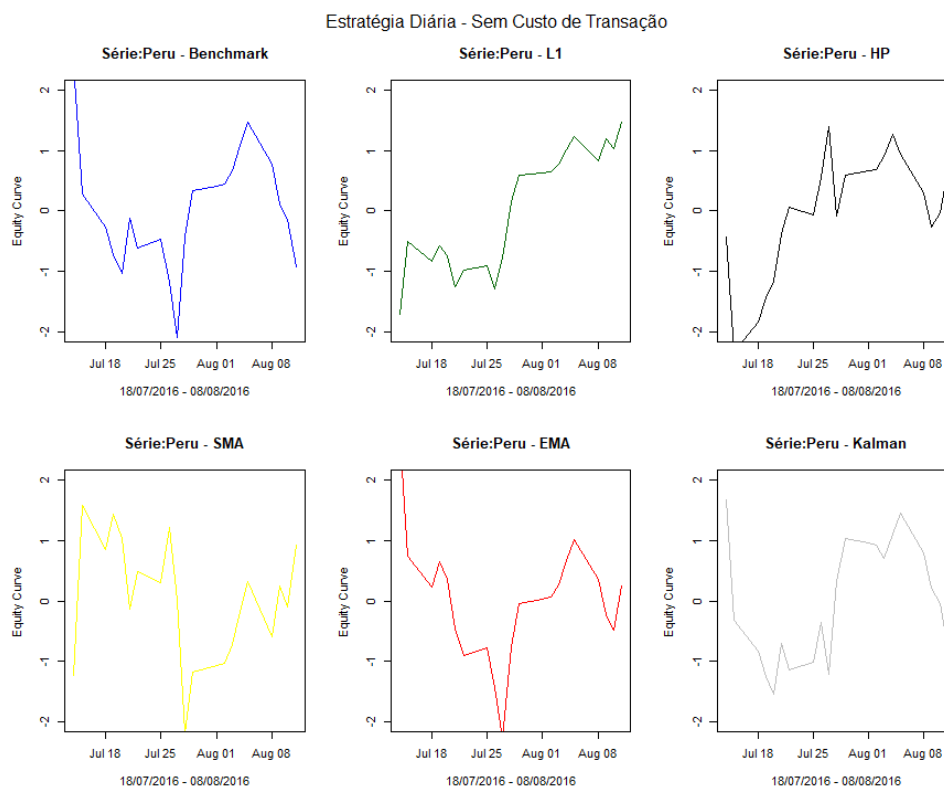 Estratégia Diária - Sem Custo de Transação
Série:Peru - Benchmark
Série:Peru - L1
Série:Peru - HP
Equity Curve
2
1
0
-1
-2
Jul 18 Jul 25 Aug 01 Aug 08
18/07/2016 - 08/08/2016
Equity Curve
2
1
0
-1
-2
Jul 18 Jul 25 Aug 01 Aug 08
18/07/2016 - 08/08/2016
Equity Curve
2
1
0
-1
-2
Jul 18 Jul 25 Aug 01 Aug 08
18/07/2016 - 08/08/2016
Série:Peru - SMA
Série:Peru - EMA
Série:Peru - Kalman
Equity Curve
2
1
0
-1
-2
Jul 18 Jul 25 Aug 01 Aug 08
18/07/2016 - 08/08/2016
Equity Curve
2
1
0
-1
-2
Jul 18 Jul 25 Aug 01 Aug 08
18/07/2016 - 08/08/2016
Equity Curve
2
1
0
-1
-2
Jul 18 Jul 25 Aug 01 Aug 08
18/07/2016 - 08/08/2016